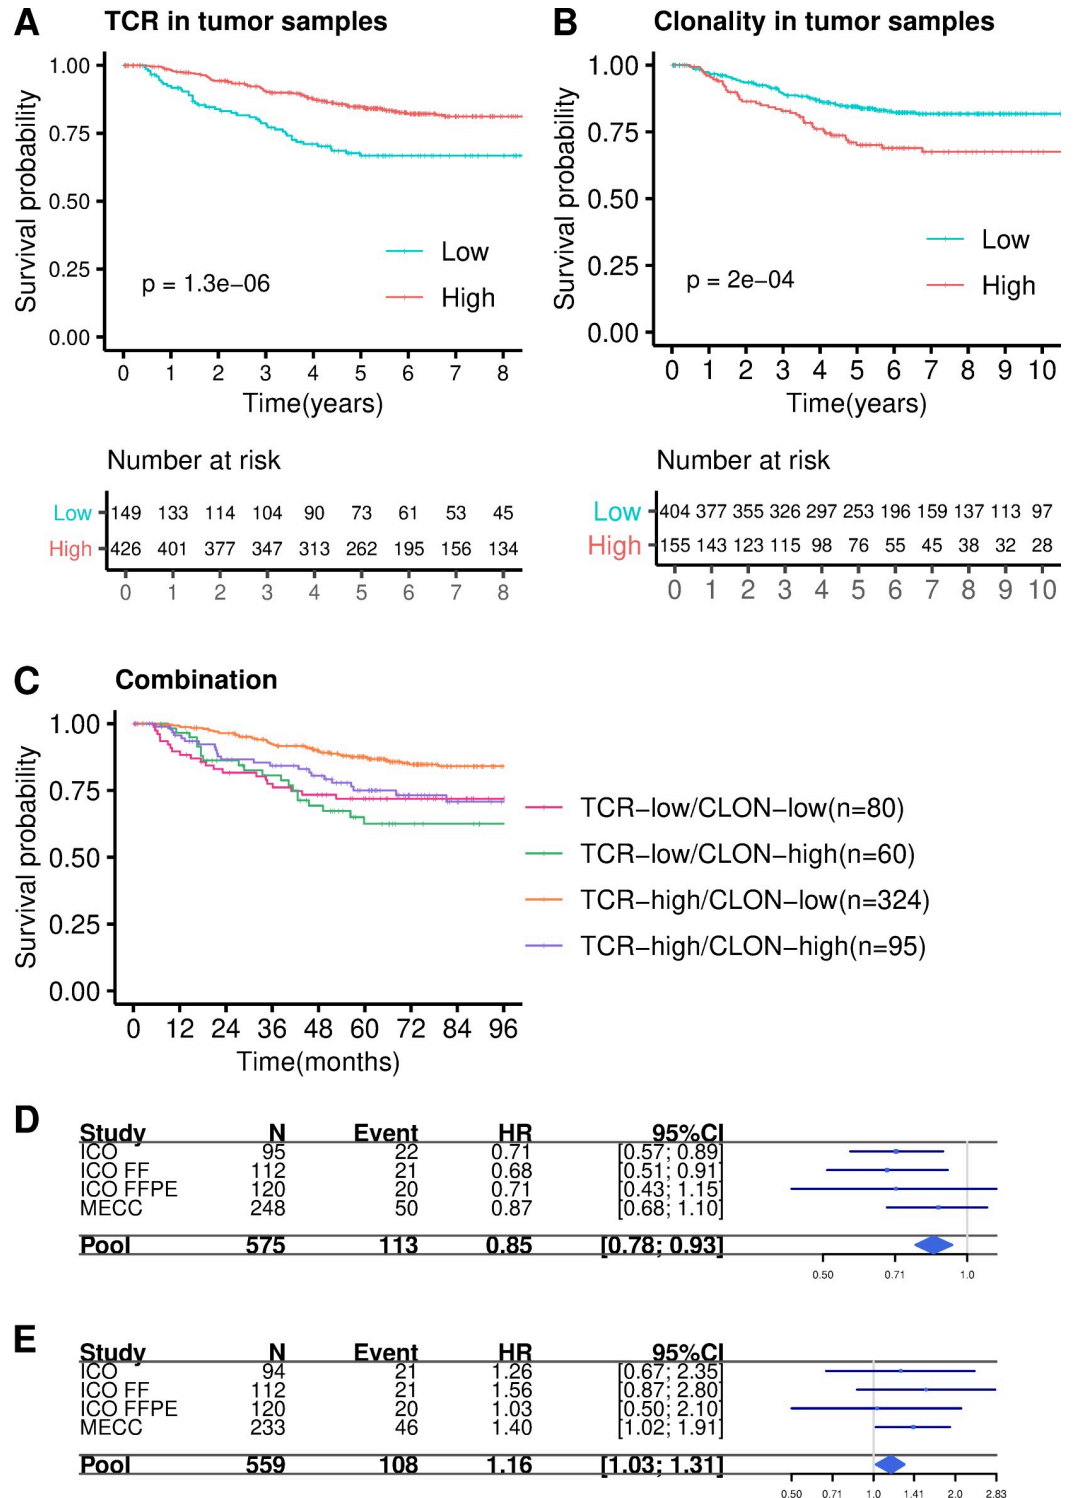 A TCR in tumor samples
1.00
0.75
0.50
0.25
0.00
Survival probability
Low
High
p = 1.3e−06
0 1 2 3 4 5 6 7 8
Time(years)
Number at risk
Low 149 133 114 104 90 73 61 53 45
High 426 401 377 347 313 262 195 156 134
0 1 2 3 4 5 6 7 8
B Clonality in tumor samples
1.00
0.75
0.50
0.25
0.00
Survival probability
Low
High
p = 2e−04
0 1 2 3 4 5 6 7 8 9 10
Time(years)
Number at risk
Low 404 377 355 326 297 253 196 159 137 113 97
High 155 143 123 115 98 76 55 45 38 32 28
0 1 2 3 4 5 6 7 8 9 10
C Combination
1.00
0.75
0.50
0.25
0.00
Survival probability
0 12 24 36 48 60 72 84 96
Time(months)
TCR−low/CLON−low(n=80)
TCR−low/CLON−high(n=60)
TCR−high/CLON−low(n=324)
TCR−high/CLON−high(n=95)
D
Study N Event HR 95%CI
ICO 95 22 0.71 [0.57; 0.89]
ICO FF 112 21 0.68 [0.51; 0.91]
ICO FFPE 120 20 0.71 [0.43; 1.15]
MECC 248 50 0.87 [0.68; 1.10]
Pool 575 113 0.85 [0.78; 0.93]
0.50 0.71 1.0
E
Study N Event HR 95%CI
ICO 94 21 1.26 [0.67; 2.35]
ICO FF 112 21 1.56 [0.87; 2.80]
ICO FFPE 120 20 1.03 [0.50; 2.10]
MECC 233 46 1.40 [1.02; 1.91]
Pool 559 108 1.16 [1.03; 1.31]
0.50 0.71 1.0 1.41 2.0 2.83